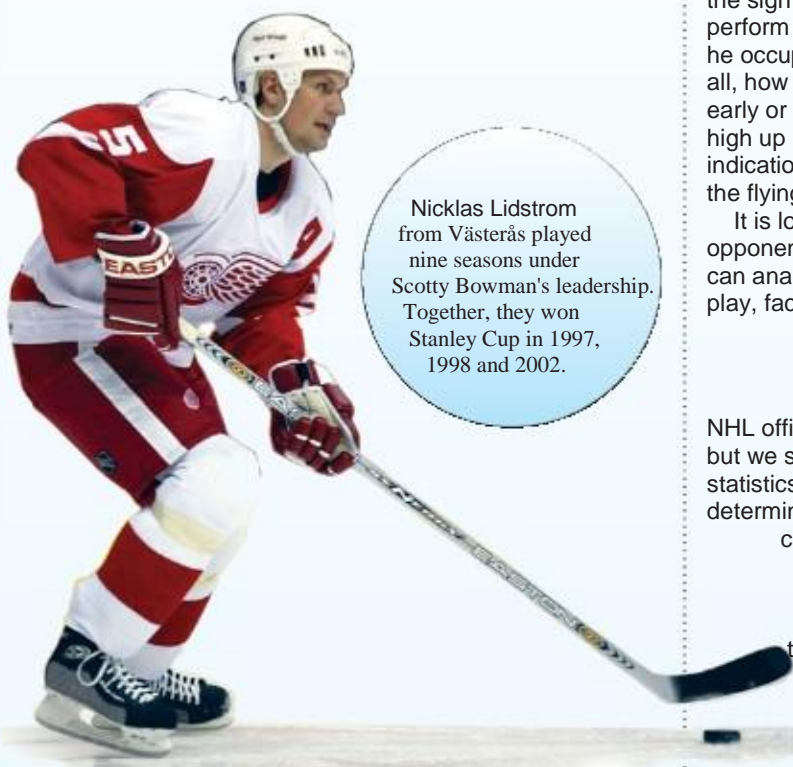 Nicklas Lidstrom
from Västerås played
nine seasons under
Scotty Bowman's leadership.
Together, they won
Stanley Cup in 1997,
1998 and 2002.
the sign
perform
he occup
all, how
early or
high up
indicatio
the flying
It is lo
opponen
can ana
play, fac
NHL offi
but we s
statistics
determin
c
t
5
EAST
EASTON